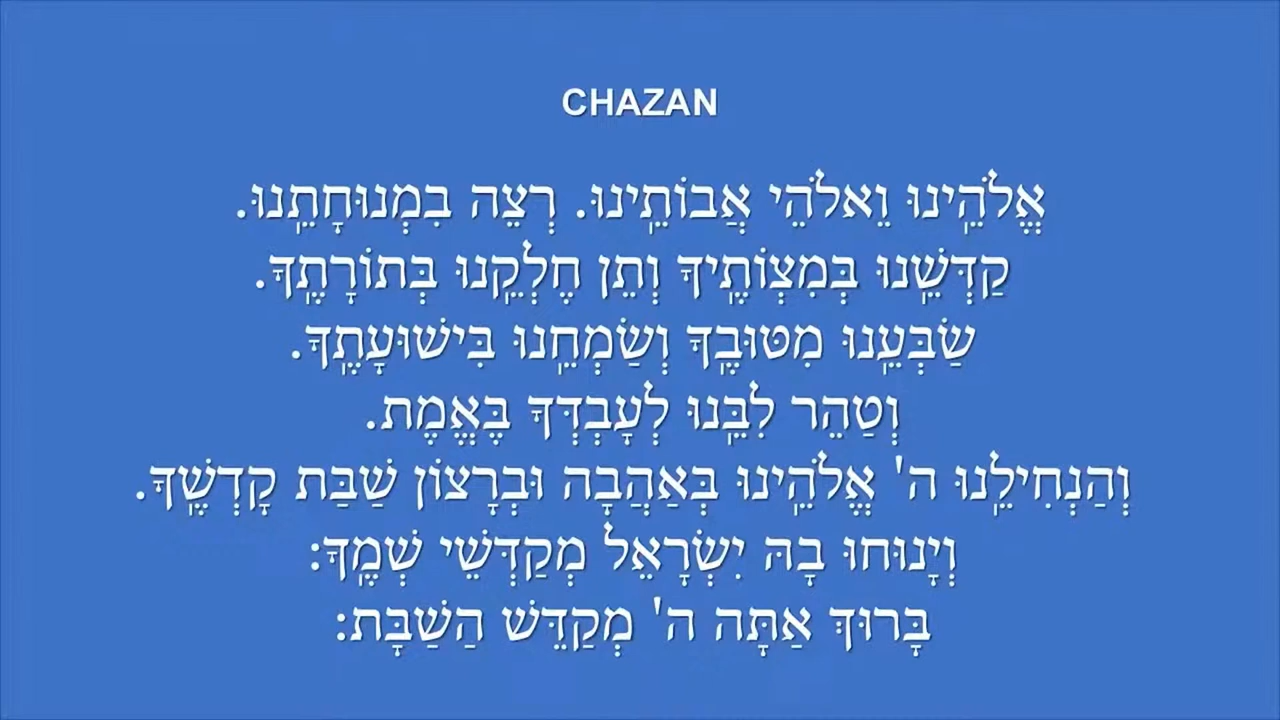 CHAZAN
אֱלֹהֵֽינוּ וֵאלֹהֵי אֲבוֹתֵֽינוּ. רְצֵה בִמְנוּחָתֵֽנוּ.
קַדְּשֵֽׁנוּ בְּמִצְוֹתֶֽיךָ וְתֵן חֶלְקֵֽנוּ בְּתוֹרָתֶֽךָ.
שַׂבְּעֵֽנוּ מִטּוּבֶֽךָ וְשַׂמְחֵֽנוּ בִּישׁוּעָתֶֽךָ.
וְטַהֵר לִבֵּֽנוּ לְעָבְדְּךָ בֶּאֱמֶת.
וְהַנְחִילֵֽנוּ ה' אֱלֹהֵֽינוּ בְּאַהֲבָה וּבְרָצוֹן שַׁבַּת קָדְשֶֽׁךָ.
וְיָנוּחוּ בָהּ יִשְׂרָאֵל מְקַדְּשֵׁי שְׁמֶֽךָ:
בָּרוּךְ אַתָּה ה' מְקַדֵּשׁ הַשַׁבָּת: